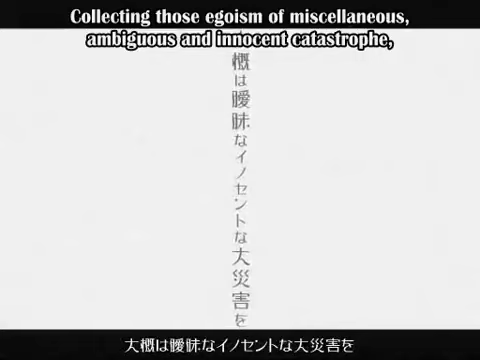 Collecting those egoism of miscellaneous,
ambiguous and innocent catastrophe,
概は曖昧なイノセントな大災害を
大概は曖昧なイノセントな大災害を